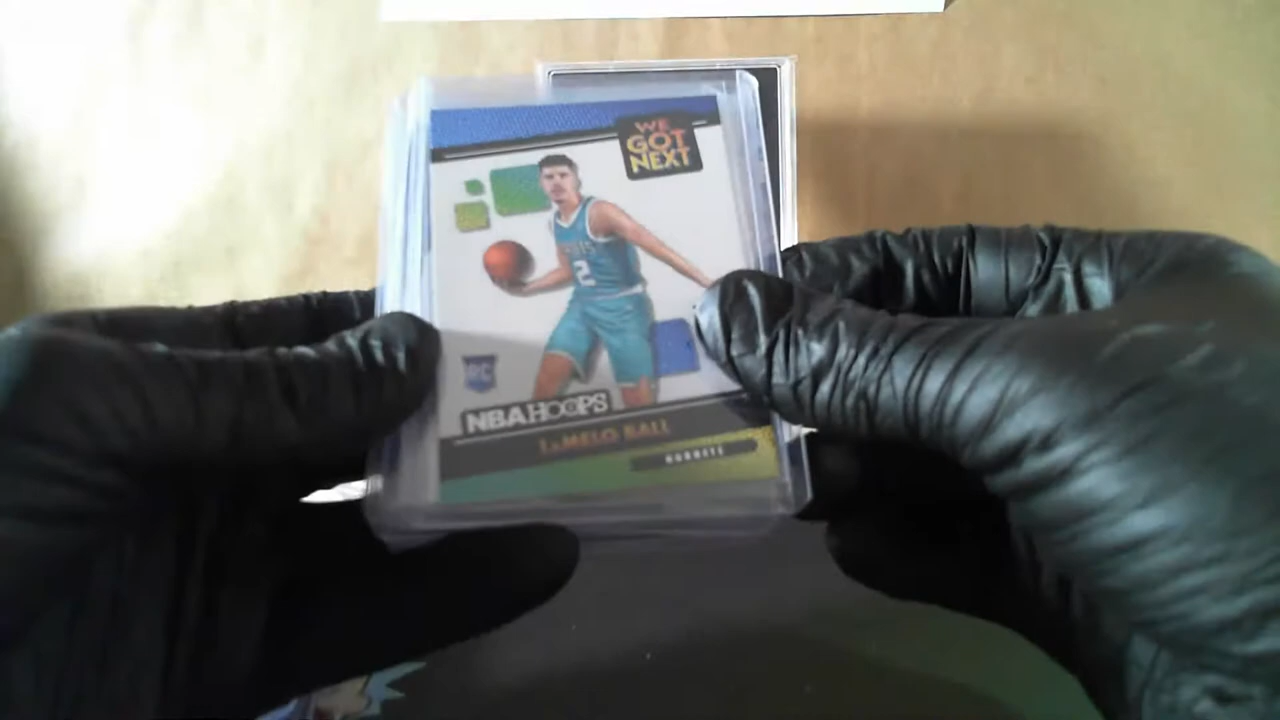 WE
GOT
NEXT
2
RC
NBA HOOPS
LaMELO BALL
HORNETS